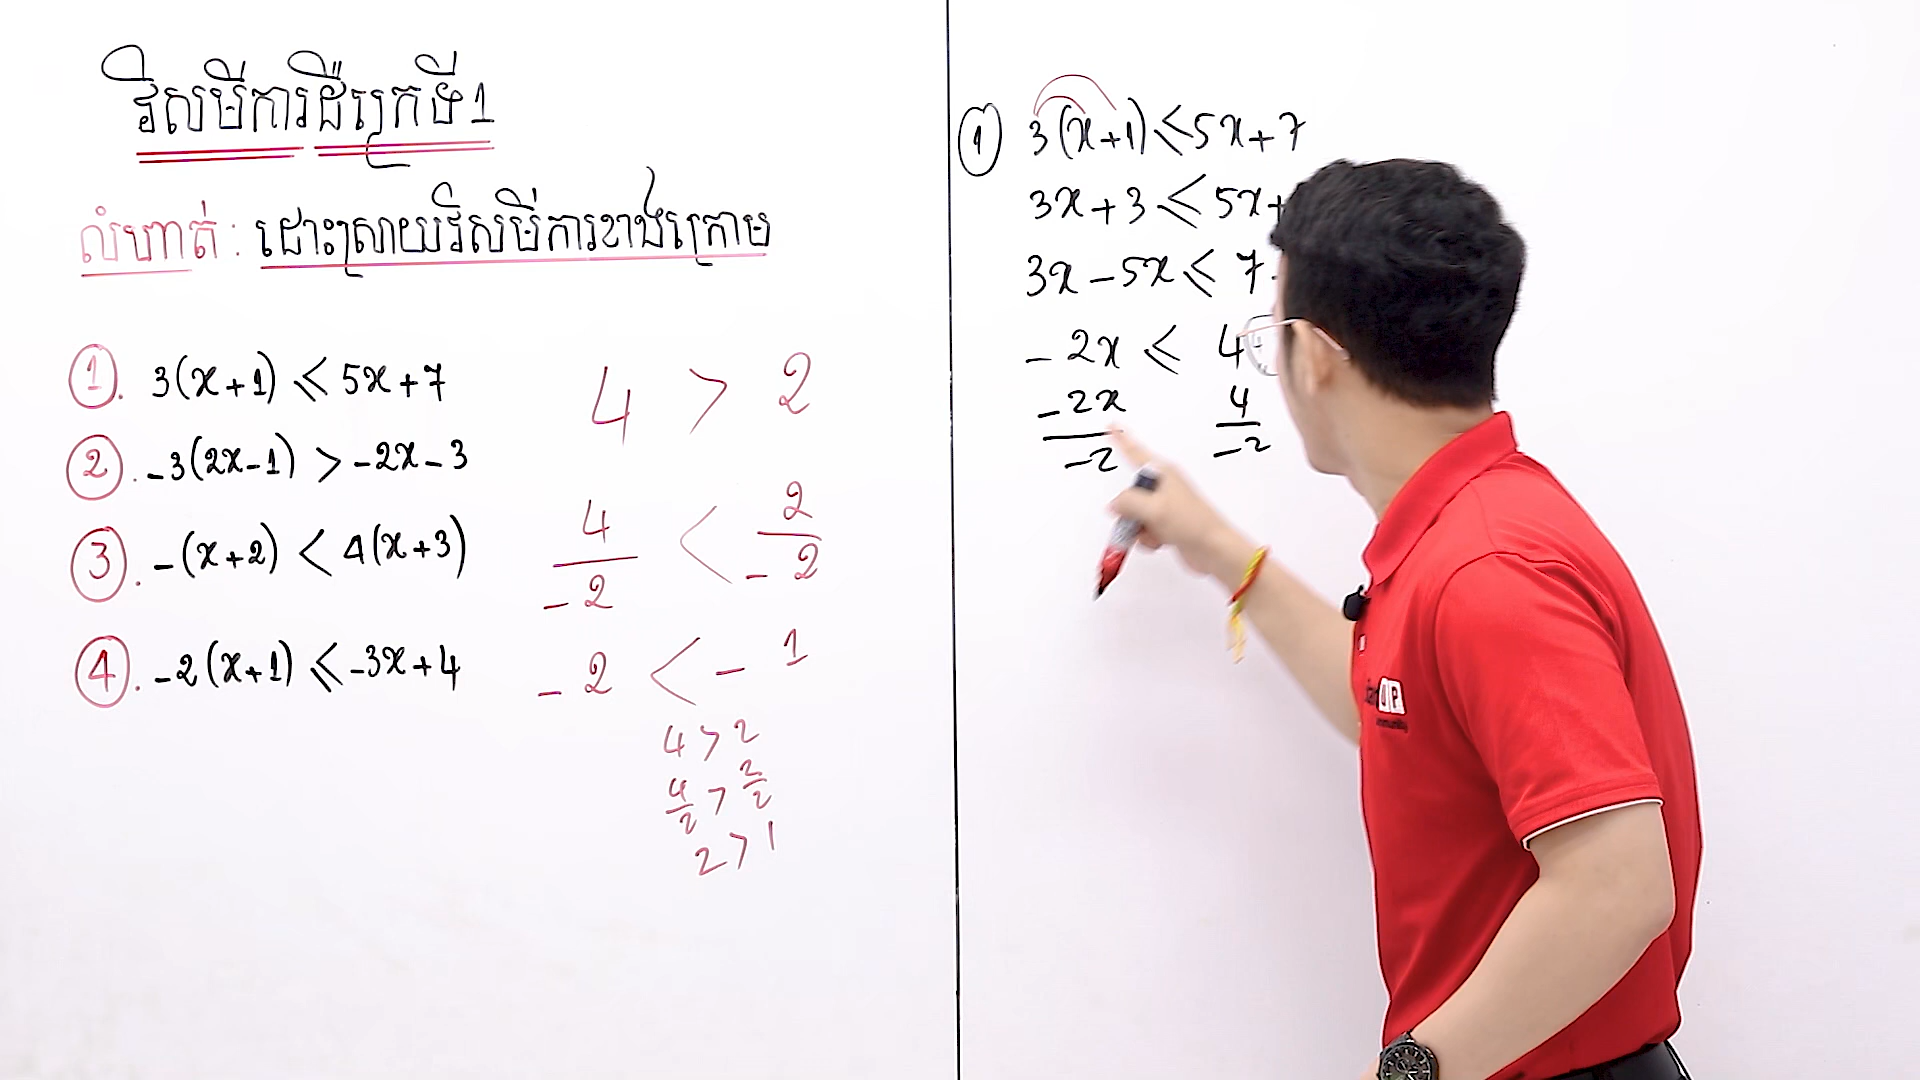 វិសមីការដឺក្រេទី1
លំហាត់ : ដោះស្រាយវិសមីការខាងក្រោម
1. 3(x+1) ⩽ 5x+7
2. -3(2x-1) > -2x-3
3. -(x+2) < 4(x+3)
4. -2(x+1) ⩽ -3x+4
4 > 2
4/-2 < 2/-2
-2 < -1
4 > 2
4/2 > 2/2
2 > 1
1 3(x+1) ⩽ 5x+7
3x+3 ⩽ 5x+
3x-5x ⩽ 7-
-2x ⩽ 4
-2x/-2 4/-2
UP